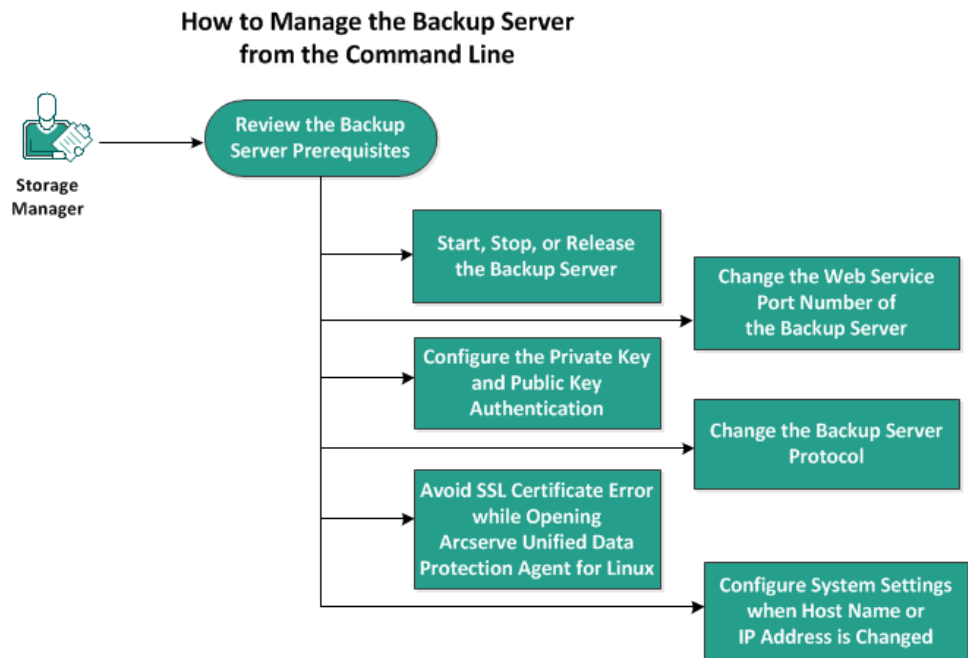 How to Manage the Backup Server
from the Command Line
Storage
Manager
Review the Backup
Server Prerequisites
Start, Stop, or Release
the Backup Server
Change the Web Service
Port Number of
the Backup Server
Configure the Private Key
and Public Key
Authentication
Change the Backup Server
Protocol
Avoid SSL Certificate Error
while Opening
Arcserve Unified Data
Protection Agent for Linux
Configure System Settings
when Host Name or
IP Address is Changed